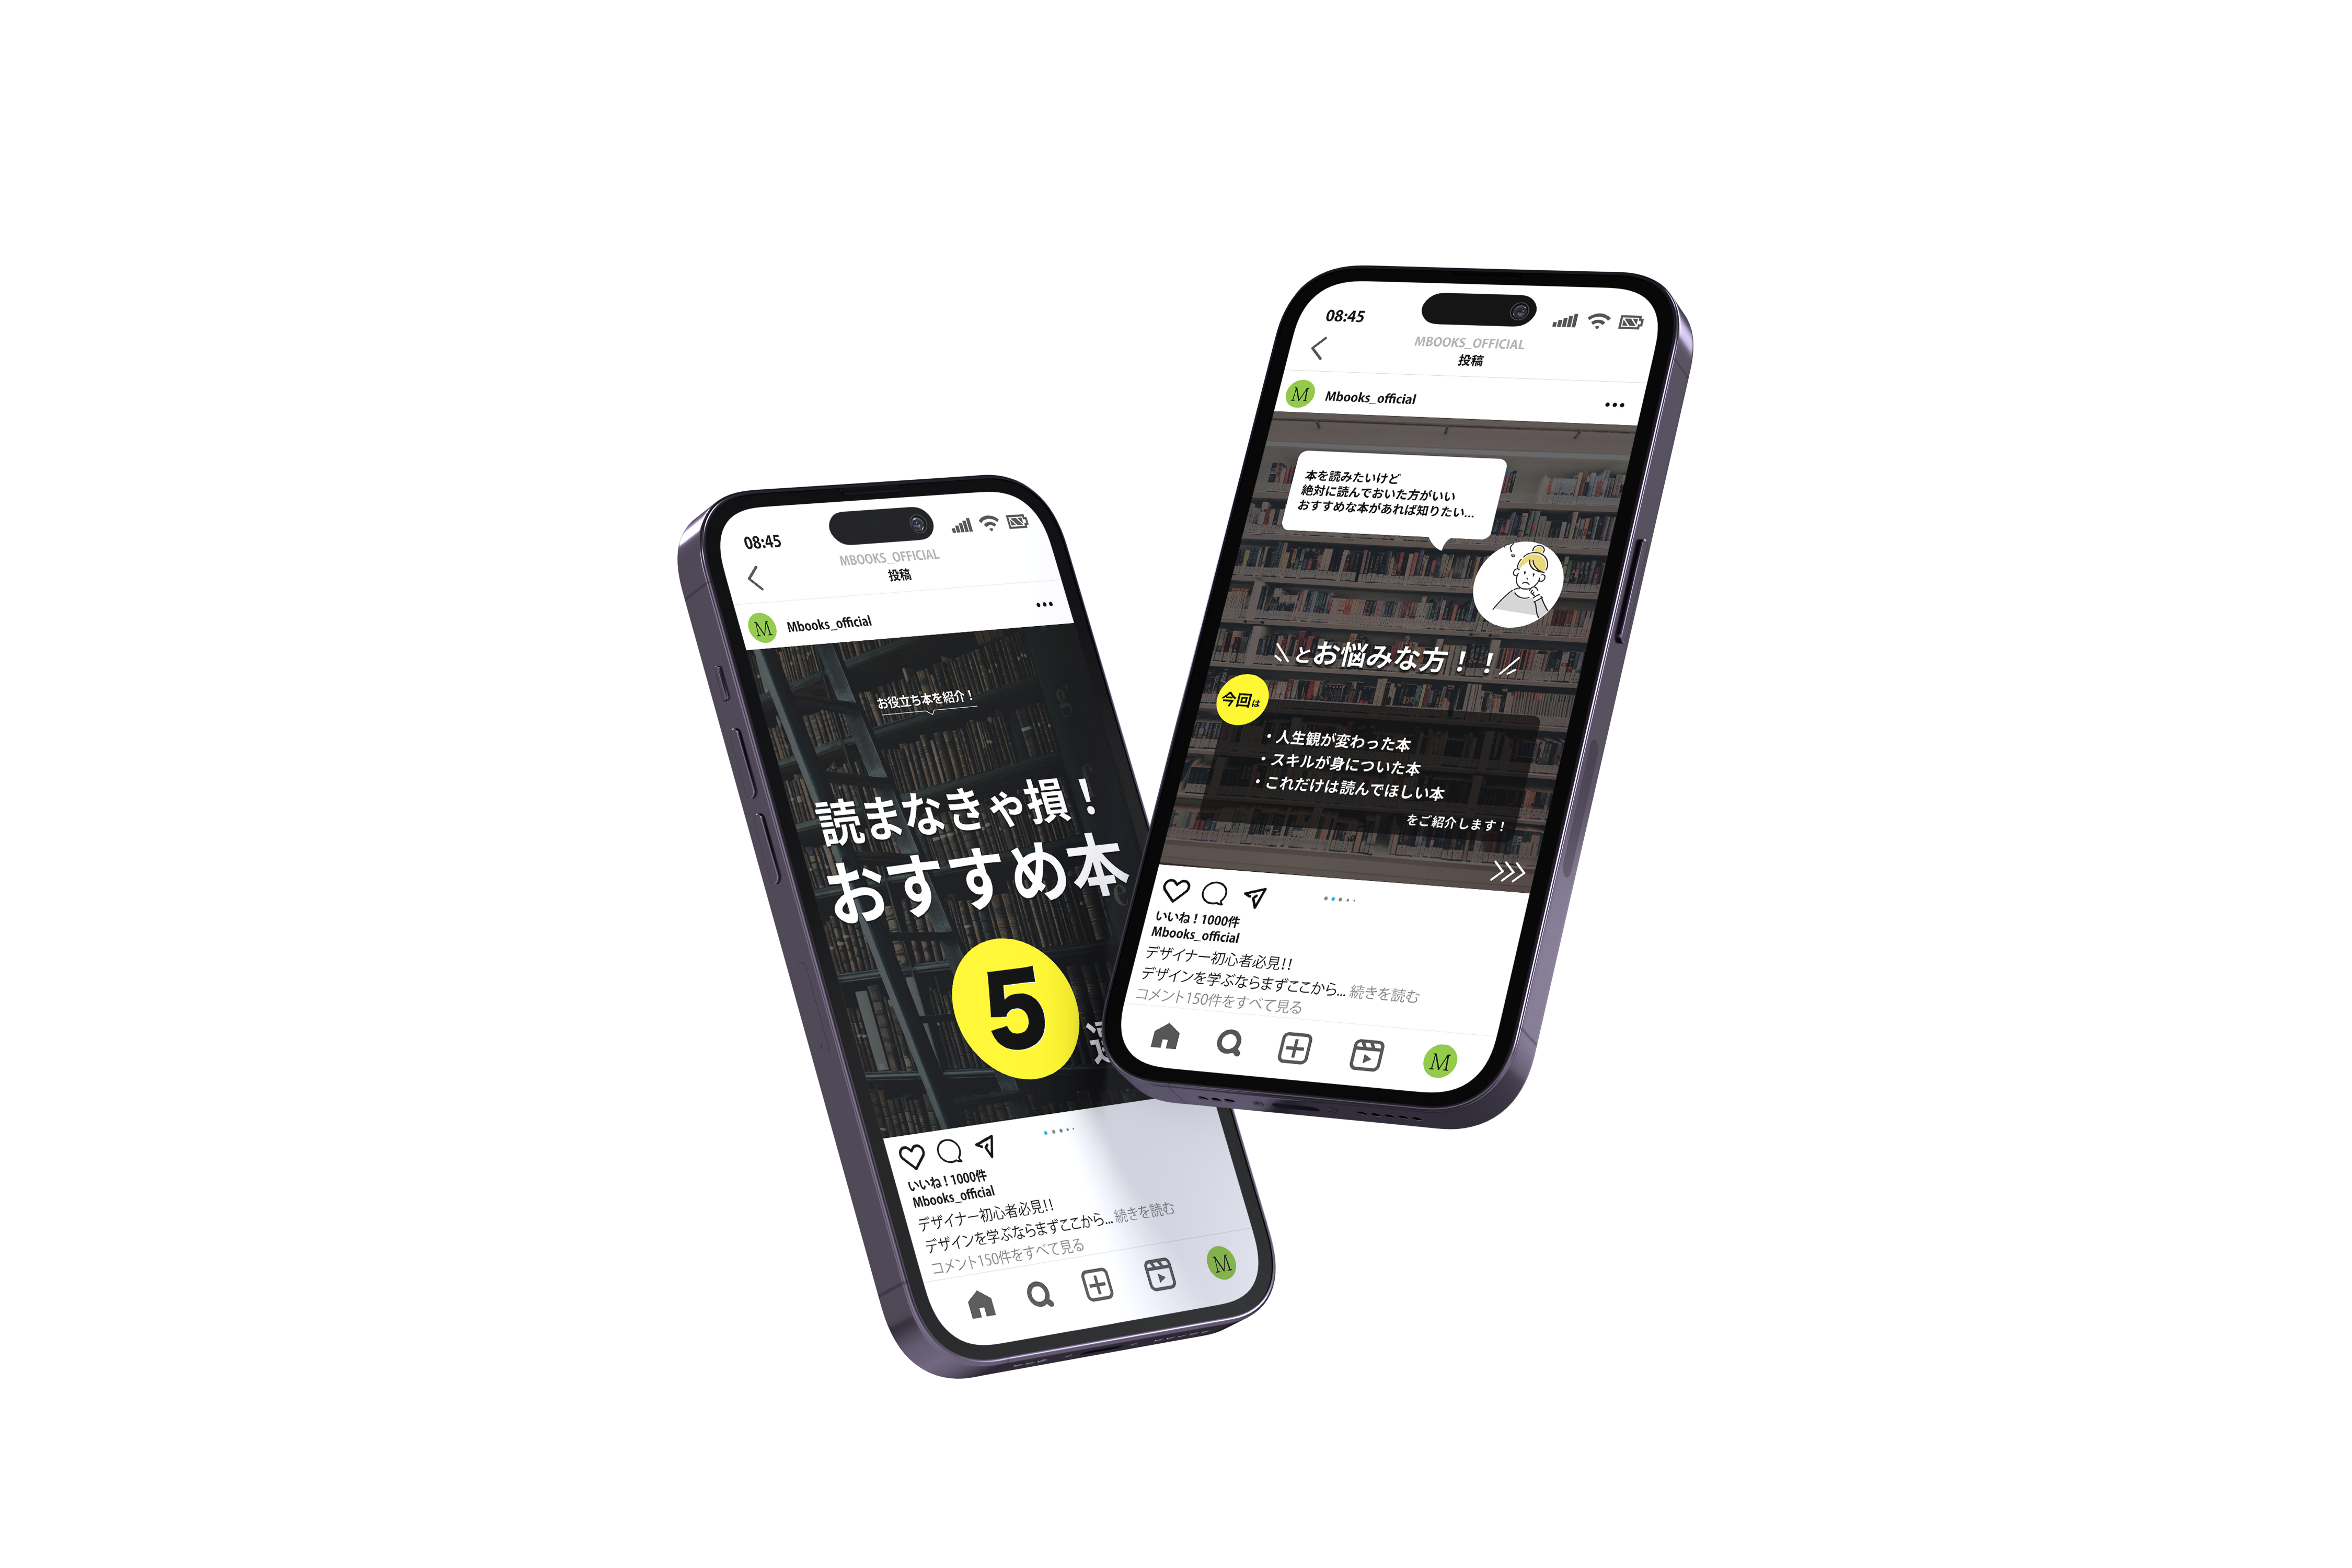 08:45
MBOOKS_OFFICIAL
投稿
M
Mbooks_official
お役立ち本を紹介！
読まなきゃ損！
おすすめ本
5
いいね！1000件
Mbooks_official
デザイナー初心者必見!!
デザインを学ぶならまずここから... 続きを読む
コメント150件をすべて見る
M
08:45
MBOOKS_OFFICIAL
投稿
M
Mbooks_official
本を読みたいけど
絶対に読んでおいた方がいい
おすすめな本があれば知りたい...
とお悩みな方！！
今回は
・人生観が変わった本
・スキルが身についた本
・これだけは読んでほしい本
をご紹介します！
いいね！1000件
Mbooks_official
デザイナー初心者必見!!
デザインを学ぶならまずここから... 続きを読む
コメント150件をすべて見る
M